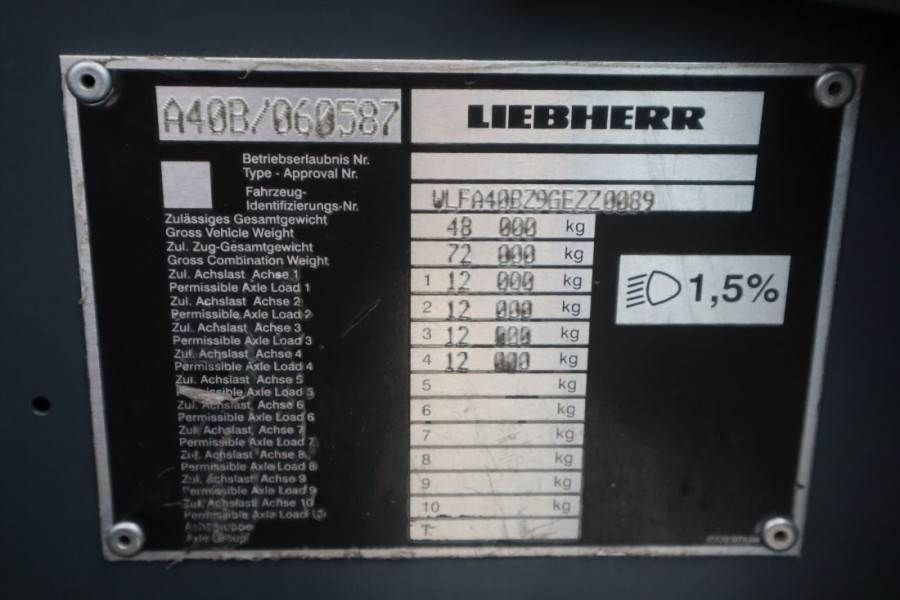 A40B/060587 LIEBHERR
Betriebserlaubnis Nr.
Type - Approval Nr.
Fahrzeug-
Identifizierungs-Nr. WLFA40BZ9GEZZ0089
Zulässiges Gesamtgewicht
Gross Vehicle Weight 48 000 kg
Zul. Zug-Gesamtgewicht
Gross Combination Weight 72 000 kg
Zul. Achslast Achse 1
Permissible Axle Load 1 1 12 000 kg
1,5%
Zul. Achslast Achse 2
Permissible Axle Load 2 2 12 000 kg
Zul. Achslast Achse 3
Permissible Axle Load 3 3 12 000 kg
Zul. Achslast Achse 4
Permissible Axle Load 4 4 12 000 kg
Zul. Achslast Achse 5
Permissible Axle Load 5 5 kg
Zul. Achslast Achse 6
Permissible Axle Load 6 6 kg
Zul. Achslast Achse 7
Permissible Axle Load 7 7 kg
Zul. Achslast Achse 8
Permissible Axle Load 8 8 kg
Zul. Achslast Achse 9
Permissible Axle Load 9 9 kg
Zul. Achslast Achse 10
Permissible Axle Load 10 10 kg
Axle Group T